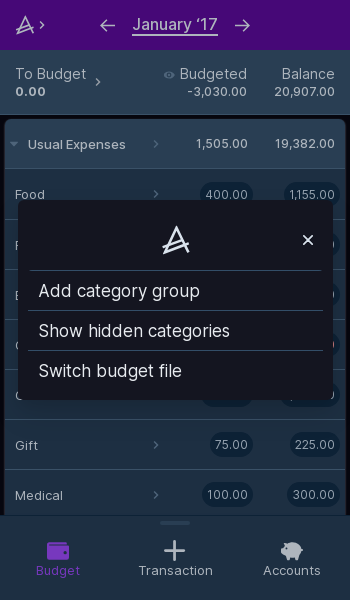 January ‘17
To Budget
Budgeted
Balance
0.00
-3,030.00
20,907.00
Usual Expenses
1,505.00
19,382.00
Food
400.00
1,155.00
Add category group
Show hidden categories
Switch budget file
Gift
75.00
225.00
Medical
100.00
300.00
Budget
Transaction
Accounts